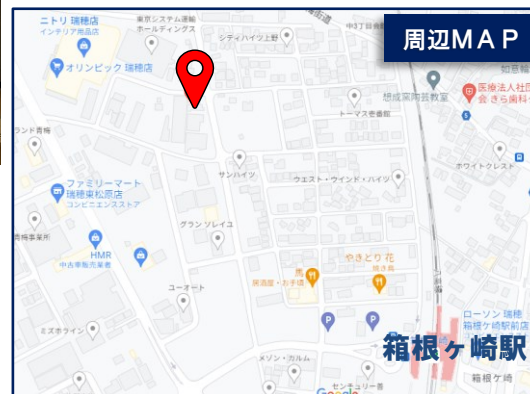 周辺MAP
ニトリ 瑞穂店
インテリア用品店
東京システム運輸
ホールディングス
シティハイツ上野
オリンピック 瑞穂店
想成窯陶芸教室
医療法人社団
会 きら歯科
トーマス壱番館
ランド青梅
サンハイツ
ウエスト・ウインド・ハイツ
ホワイトクレスト
ファミリーマート
瑞穂東松原店
コンビニエンスストア
グランソレイユ
青梅事業所
HMR
中古車販売業者
馬
居酒屋・お手頃
やきとり 花
焼き鳥
ユーオート
P
P
ローソン 瑞穂
箱根ケ崎駅前店
ミズホライン
箱根ヶ崎駅
メゾン・カルム
センチュリー壱
箱根ケ崎
Google